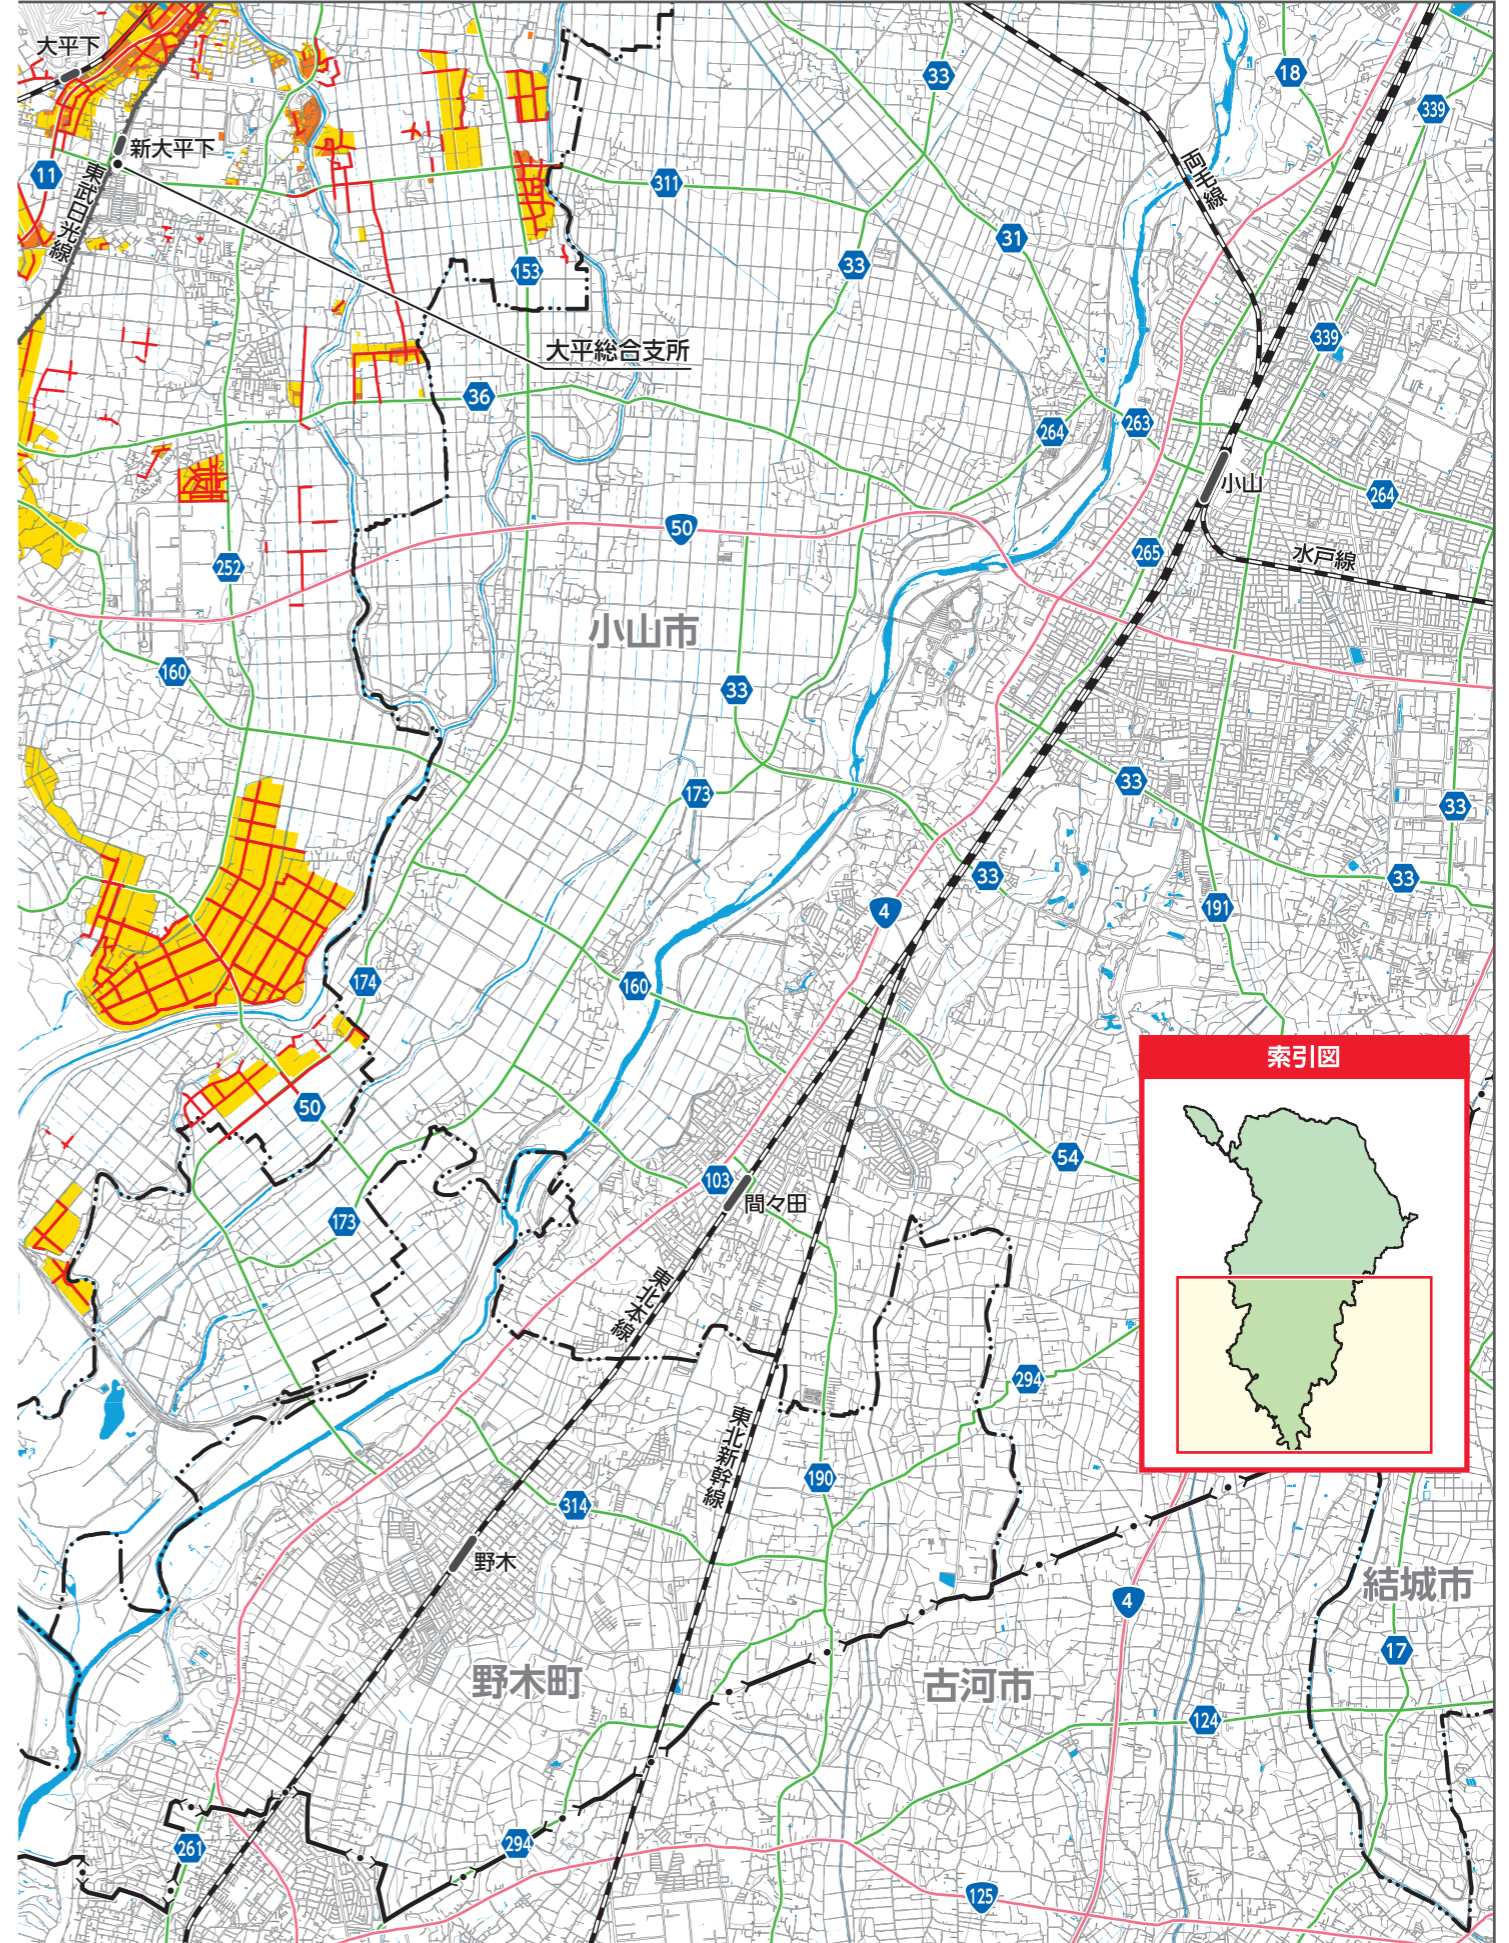 大平下
33
18
339
新大平下
11
東武日光線
311
両毛線
31
153
33
339
大平総合支所
36
264
263
小山
264
50
265
水戸線
252
小山市
160
33
173
33
33
33
33
4
191
174
160
索引図
50
54
103
間々田
173
東北本線
294
東北新幹線
190
314
野木
4
結城市
17
野木町
古河市
124
261
294
125